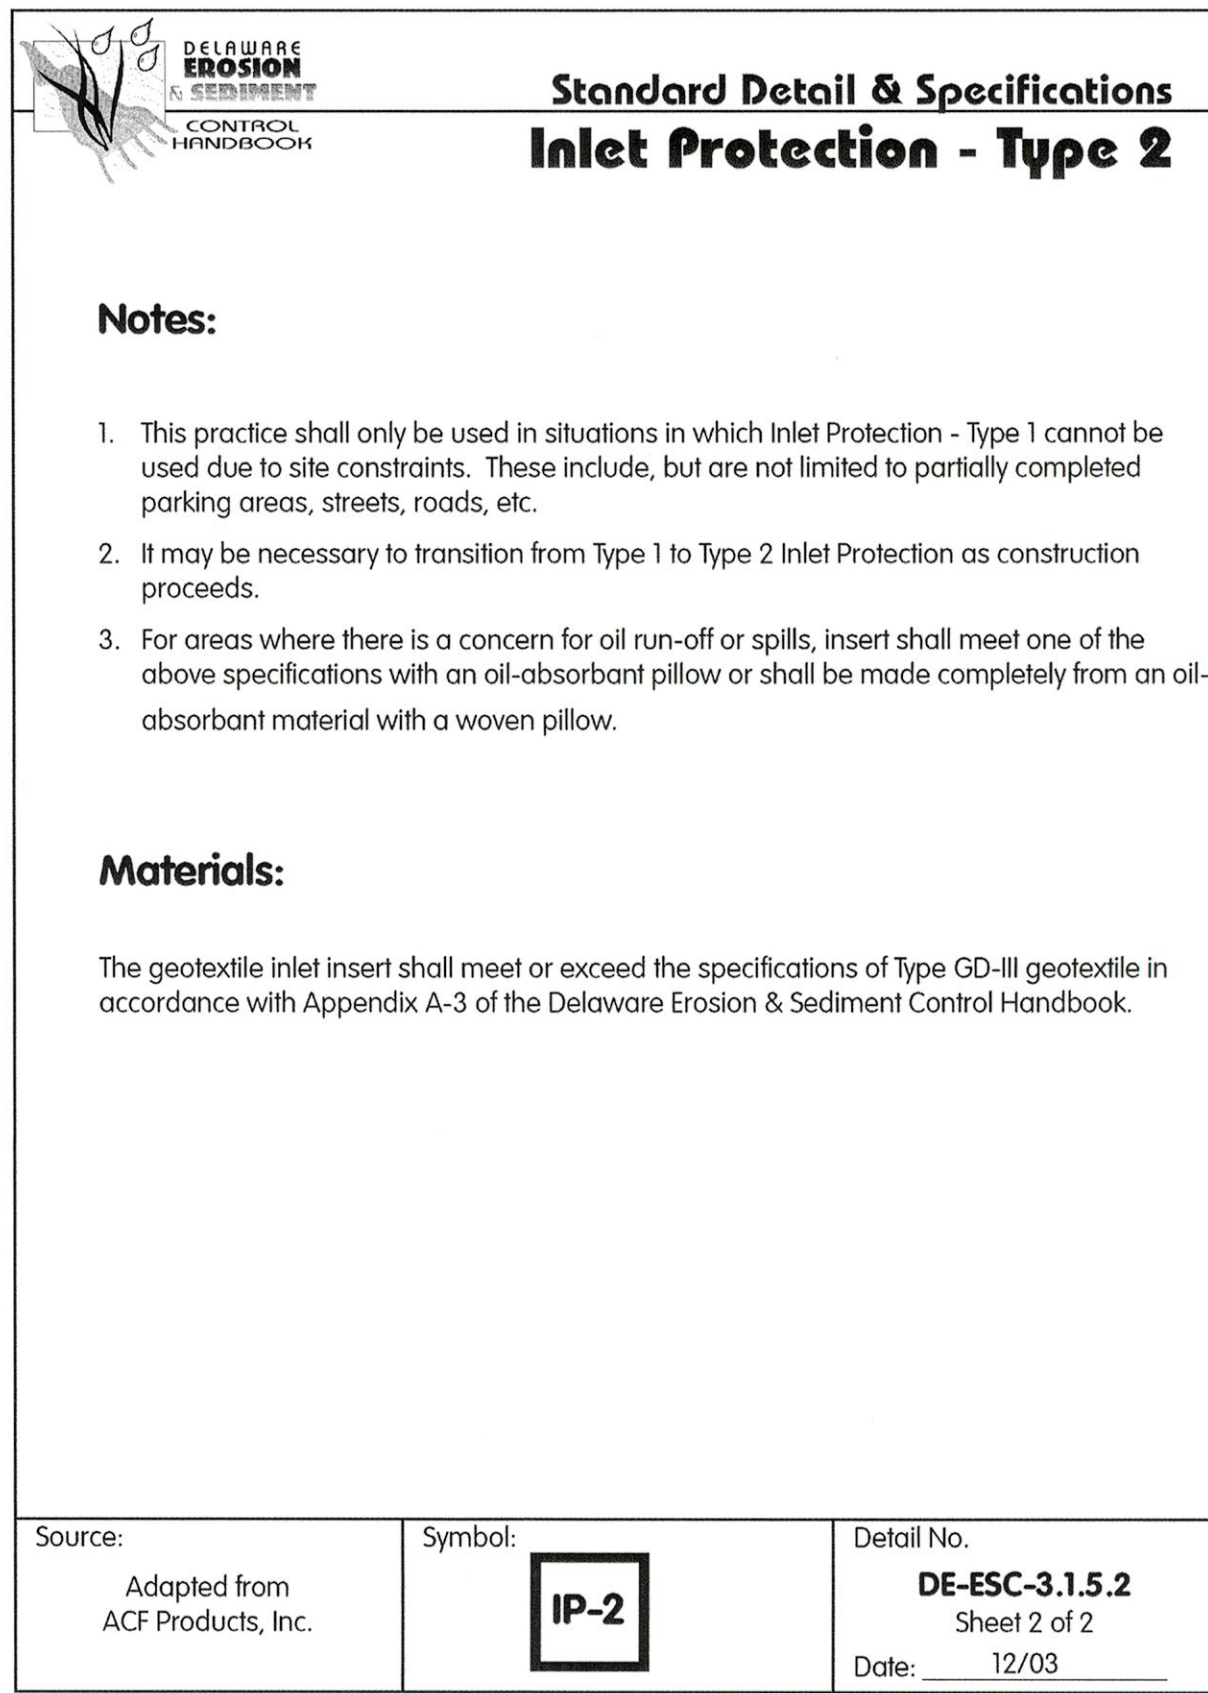 DELAWARE
EROSION
& SEDIMENT
CONTROL
HANDBOOK
Standard Detail & Specifications
Inlet Protection - Type 2
Notes:
1. This practice shall only be used in situations in which Inlet Protection - Type 1 cannot be
used due to site constraints. These include, but are not limited to partially completed
parking areas, streets, roads, etc.
2. It may be necessary to transition from Type 1 to Type 2 Inlet Protection as construction
proceeds.
3. For areas where there is a concern for oil run-off or spills, insert shall meet one of the
above specifications with an oil-absorbant pillow or shall be made completely from an oil-
absorbant material with a woven pillow.
Materials:
The geotextile inlet insert shall meet or exceed the specifications of Type GD-III geotextile in
accordance with Appendix A-3 of the Delaware Erosion & Sediment Control Handbook.
Source:
Adapted from
ACF Products, Inc.
Symbol:
IP-2
Detail No.
DE-ESC-3.1.5.2
Sheet 2 of 2
Date: 12/03